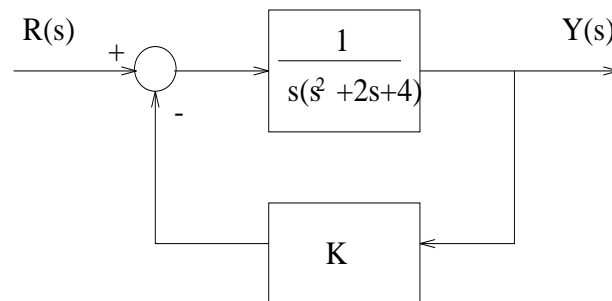 R(s)
Y(s)
+
1
s(s² +2s+4)
-
K